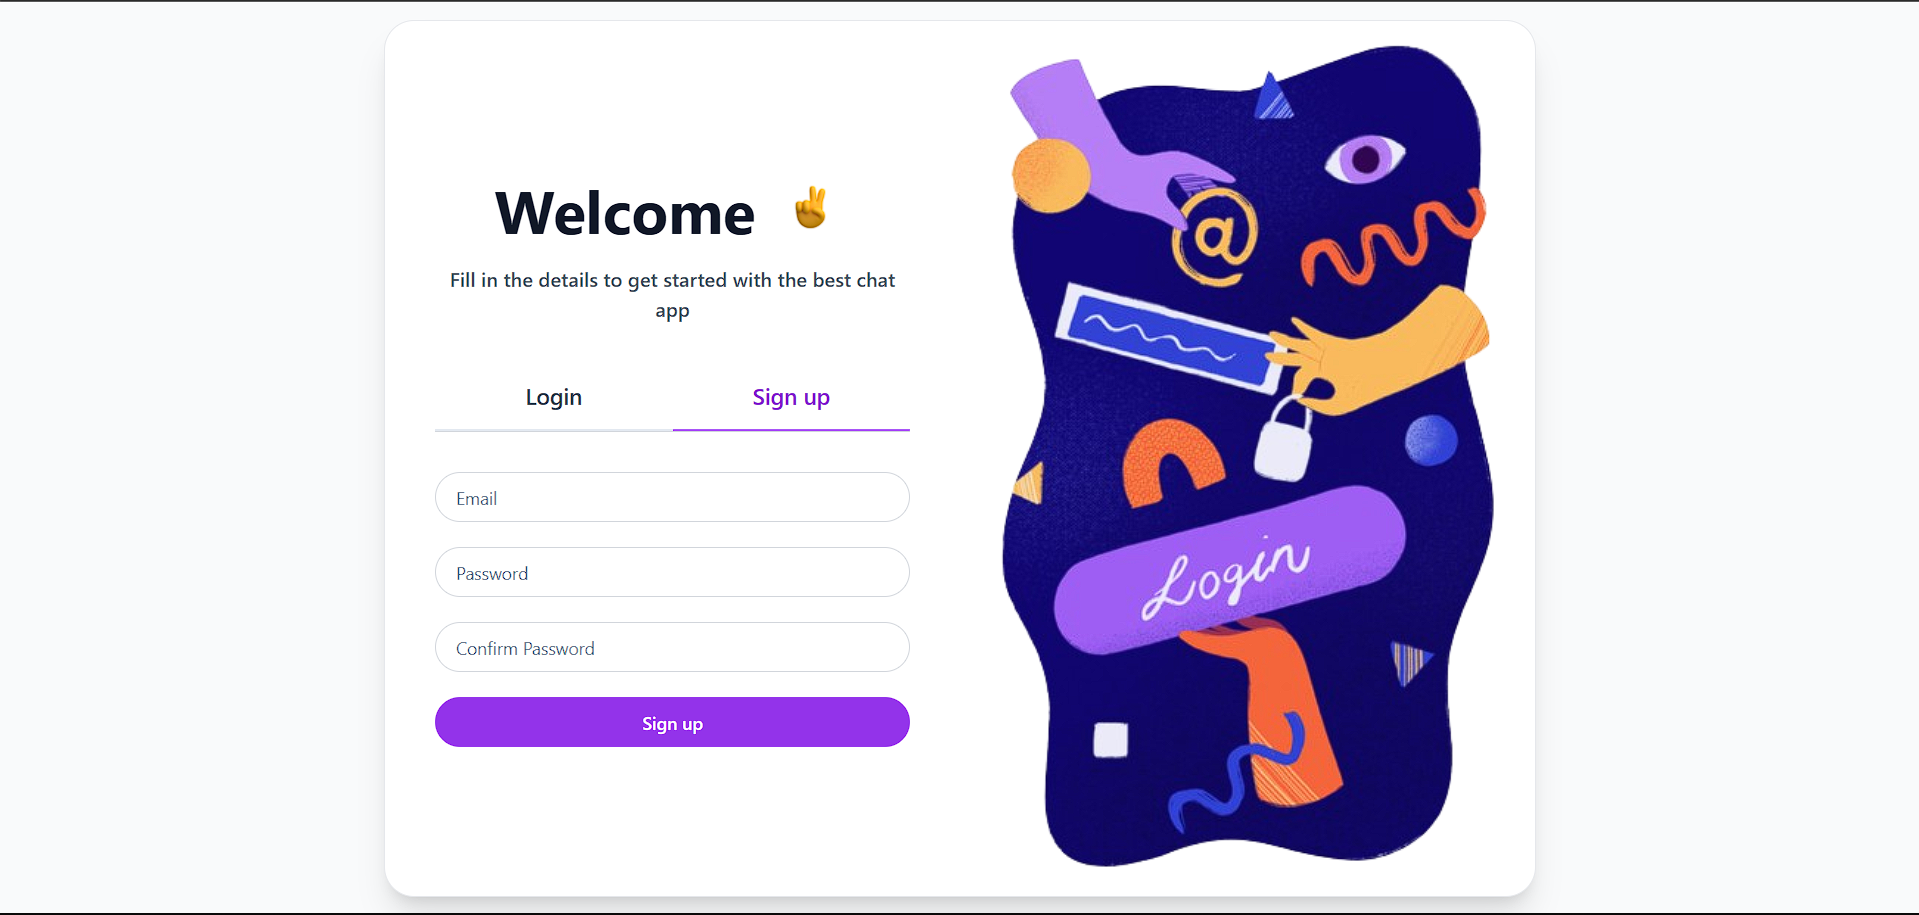 Welcome ✌
Fill in the details to get started with the best chat
app
Login
Sign up
Email
Password
Confirm Password
Sign up
@
Login